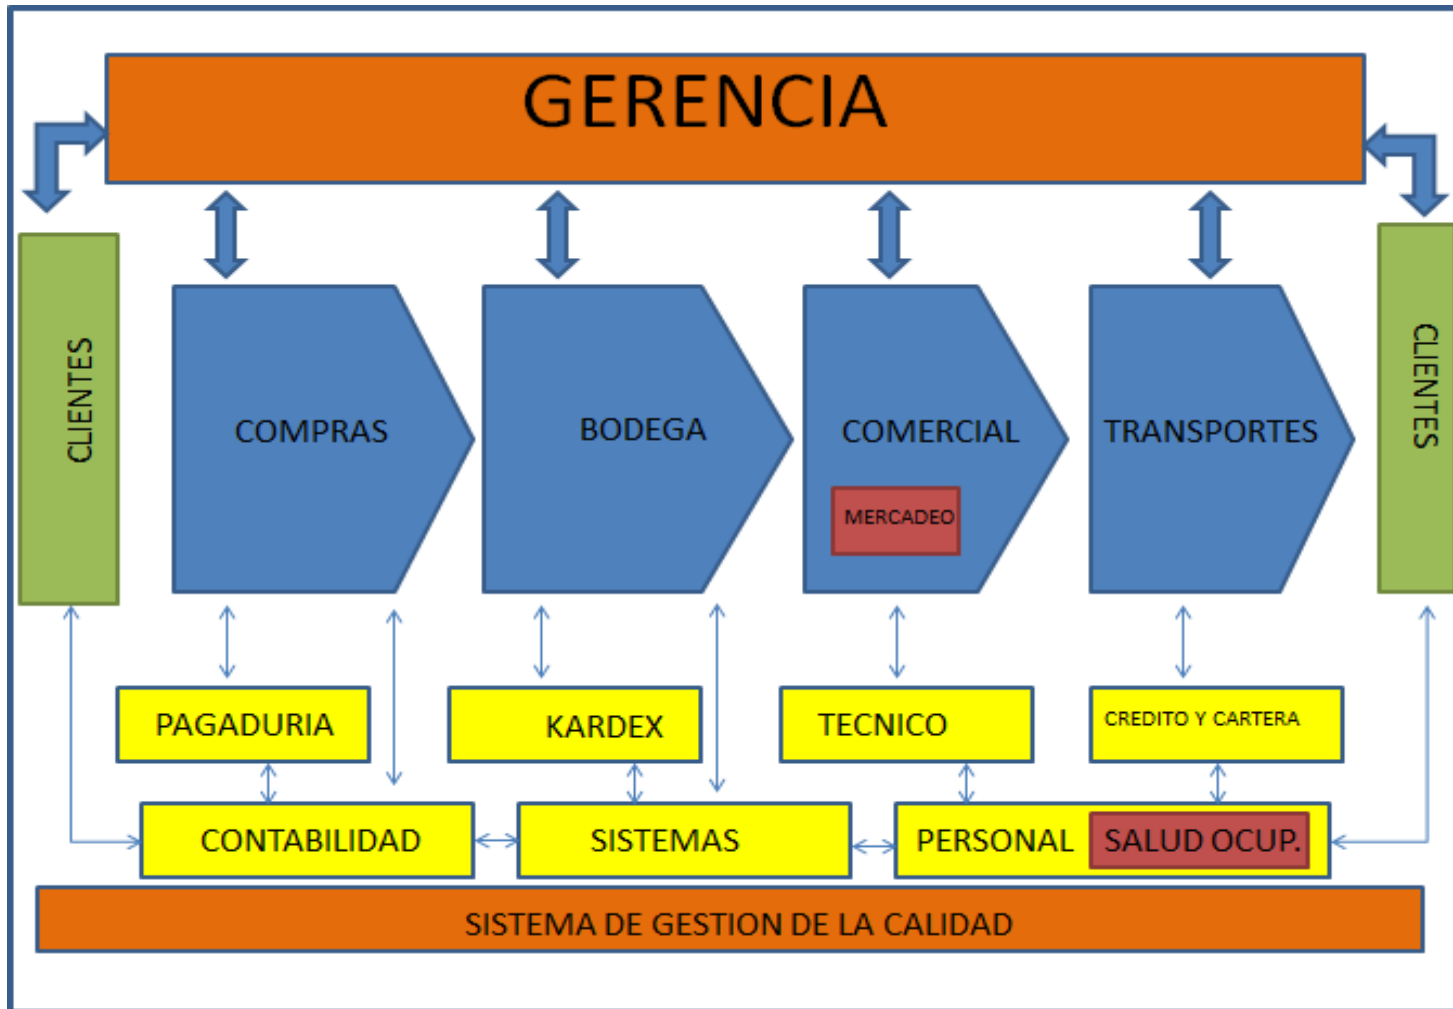 GERENCIA
CLIENTES
COMPRAS
BODEGA
COMERCIAL
MERCADEO
TRANSPORTES
CLIENTES
PAGADURIA
KARDEX
TECNICO
CREDITO Y CARTERA
CONTABILIDAD
SISTEMAS
PERSONAL
SALUD OCUP.
SISTEMA DE GESTION DE LA CALIDAD